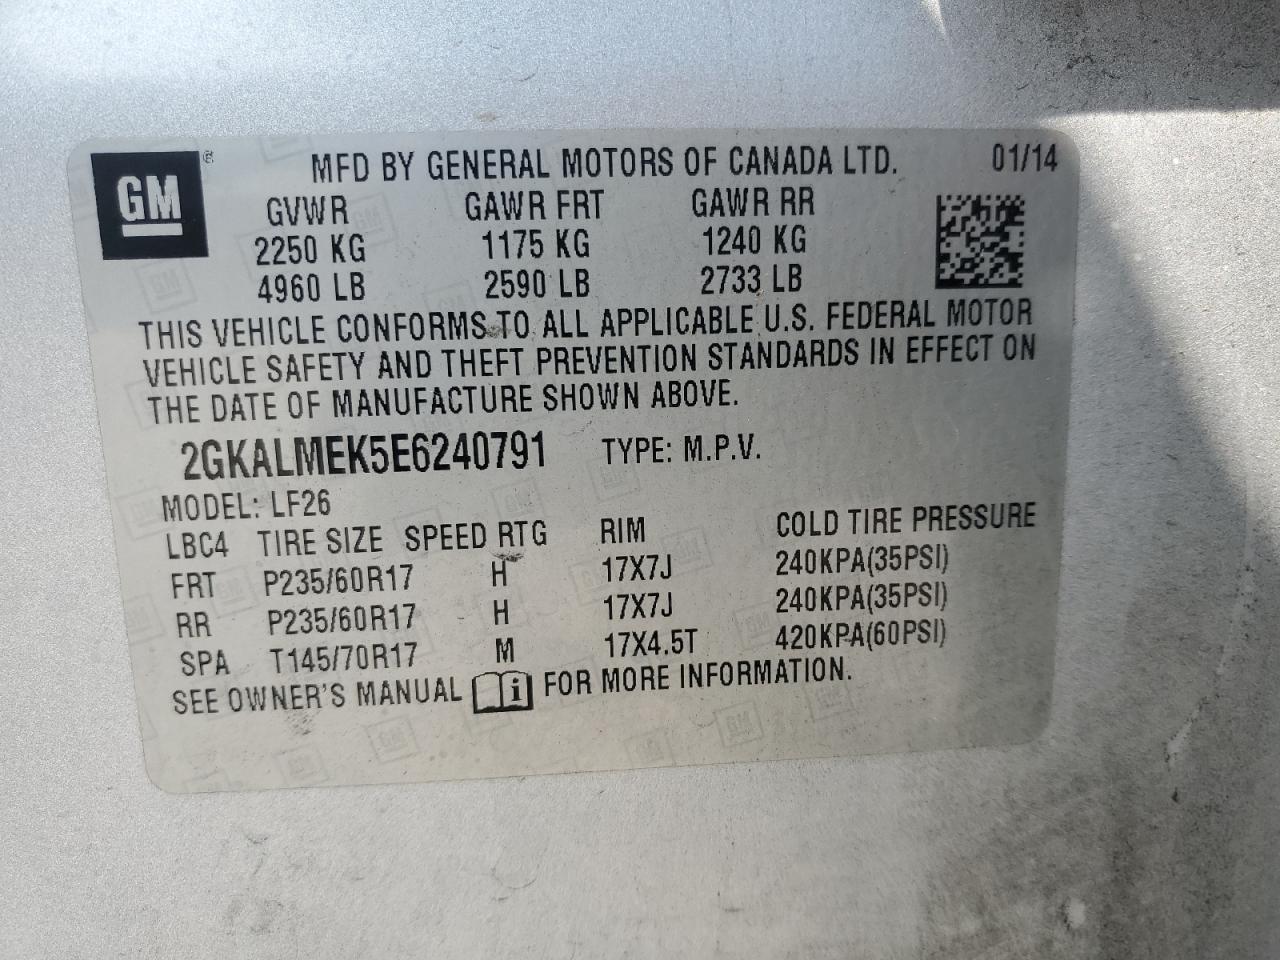 GM ® MFD BY GENERAL MOTORS OF CANADA LTD. 01/14
GVWR GAWR FRT GAWR RR
2250 KG 1175 KG 1240 KG
4960 LB 2590 LB 2733 LB
THIS VEHICLE CONFORMS TO ALL APPLICABLE U.S. FEDERAL MOTOR
VEHICLE SAFETY AND THEFT PREVENTION STANDARDS IN EFFECT ON
THE DATE OF MANUFACTURE SHOWN ABOVE.
2GKALMEK5E6240791 TYPE: M.P.V.
MODEL: LF26
LBC4 TIRE SIZE SPEED RTG RIM COLD TIRE PRESSURE
FRT P235/60R17 H 17X7J 240KPA(35PSI)
RR P235/60R17 H 17X7J 240KPA(35PSI)
SPA T145/70R17 M 17X4.5T 420KPA(60PSI)
SEE OWNER'S MANUAL i FOR MORE INFORMATION.